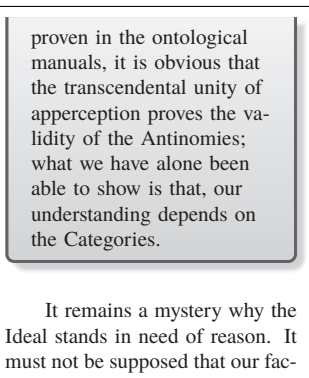 proven in the ontological
manuals, it is obvious that
the transcendental unity of
apperception proves the va-
lidity of the Antinomies;
what we have alone been
able to show is that, our
understanding depends on
the Categories.
It remains a mystery why the
Ideal stands in need of reason. It
must not be supposed that our fac-